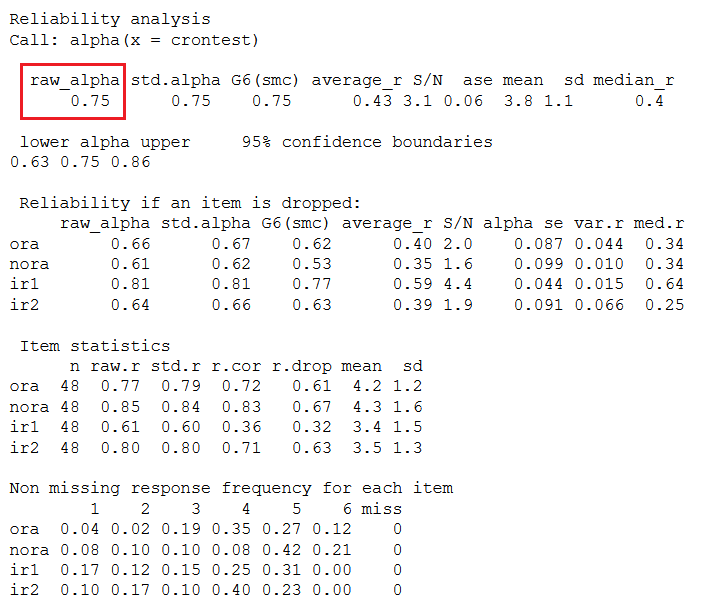 Reliability analysis
Call: alpha(x = crontest)
raw_alpha std.alpha G6(smc) average_r S/N ase mean sd median_r
0.75 0.75 0.75 0.43 3.1 0.06 3.8 1.1 0.4
lower alpha upper 95% confidence boundaries
0.63 0.75 0.86
Reliability if an item is dropped:
raw_alpha std.alpha G6(smc) average_r S/N alpha se var.r med.r
ora 0.66 0.67 0.62 0.40 2.0 0.087 0.044 0.34
nora 0.61 0.62 0.53 0.35 1.6 0.099 0.010 0.34
ir1 0.81 0.81 0.77 0.59 4.4 0.044 0.015 0.64
ir2 0.64 0.66 0.63 0.39 1.9 0.091 0.066 0.25
Item statistics
n raw.r std.r r.cor r.drop mean sd
ora 48 0.77 0.79 0.72 0.61 4.2 1.2
nora 48 0.85 0.84 0.83 0.67 4.3 1.6
ir1 48 0.61 0.60 0.36 0.32 3.4 1.5
ir2 48 0.80 0.80 0.71 0.63 3.5 1.3
Non missing response frequency for each item
1 2 3 4 5 6 miss
ora 0.04 0.02 0.19 0.35 0.27 0.12 0
nora 0.08 0.10 0.10 0.08 0.42 0.21 0
ir1 0.17 0.12 0.15 0.25 0.31 0.00 0
ir2 0.10 0.17 0.10 0.40 0.23 0.00 0